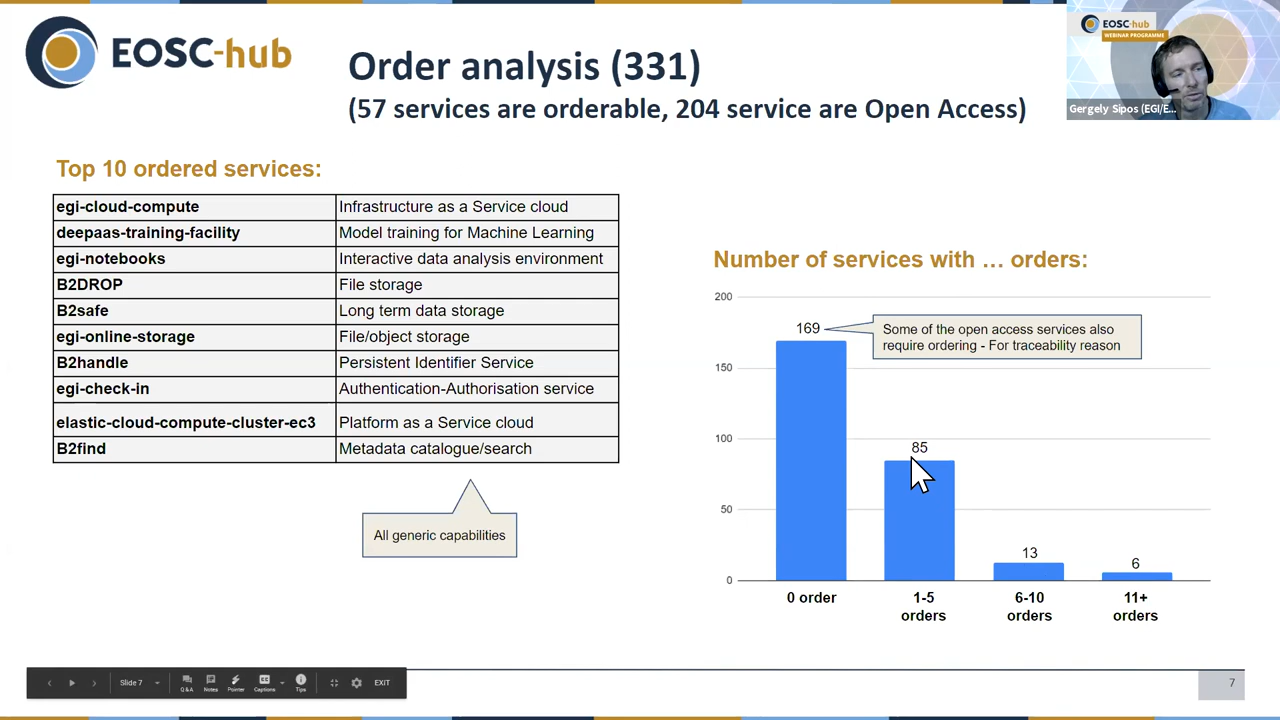 EOSC-hub
Order analysis (331)
(57 services are orderable, 204 service are Open Access)
EOSC-hub
WEBINAR PROGRAMME
Gergely Sipos (EGI/E...
Top 10 ordered services:
egi-cloud-compute Infrastructure as a Service cloud
deepaas-training-facility Model training for Machine Learning
egi-notebooks Interactive data analysis environment
B2DROP File storage
B2safe Long term data storage
egi-online-storage File/object storage
B2handle Persistent Identifier Service
egi-check-in Authentication-Authorisation service
elastic-cloud-compute-cluster-ec3 Platform as a Service cloud
B2find Metadata catalogue/search
All generic capabilities
Number of services with … orders:
200
150
100
50
0
169
85
13
6
Some of the open access services also
require ordering - For traceability reason
0 order
1-5
orders
6-10
orders
11+
orders
Slide 7
Q&A
Notes
Pointer
Captions
Tips
EXIT
7